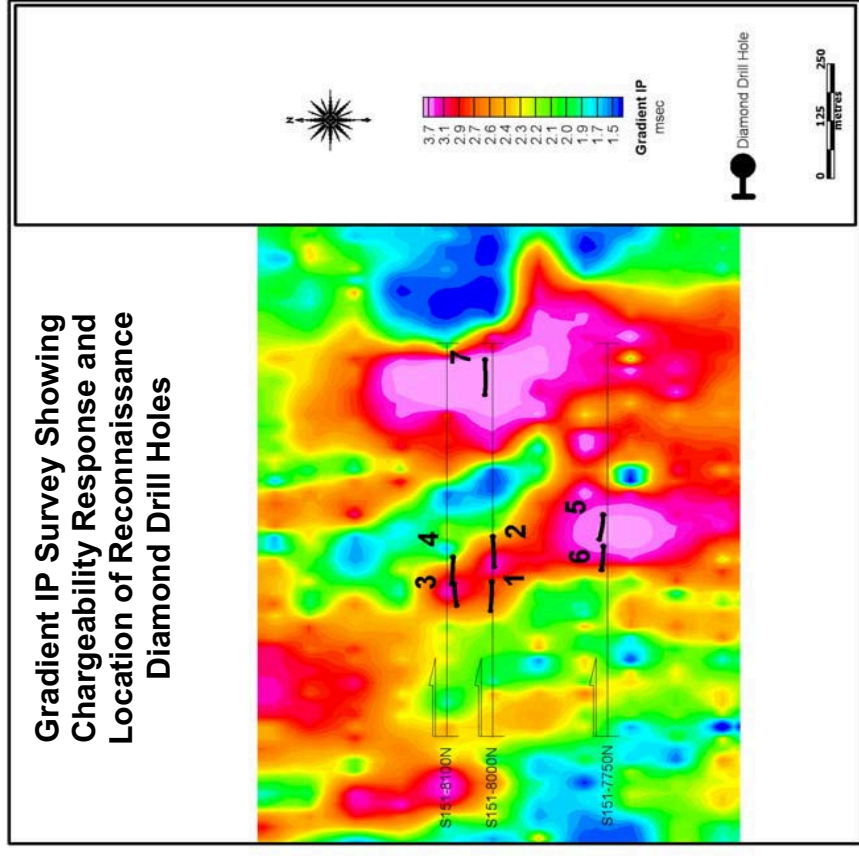 Gradient IP Survey Showing
Chargeability Response and
Location of Reconnaissance
Diamond Drill Holes
N
3.7
3.1
2.9
2.7
2.6
2.4
2.3
2.2
2.1
2.0
1.9
1.7
1.5
Gradient IP
msec
Diamond Drill Hole
0 125 250
metres
S151-8100N
S151-8000N
S151-7750N
3
4
1
2
7
6
5